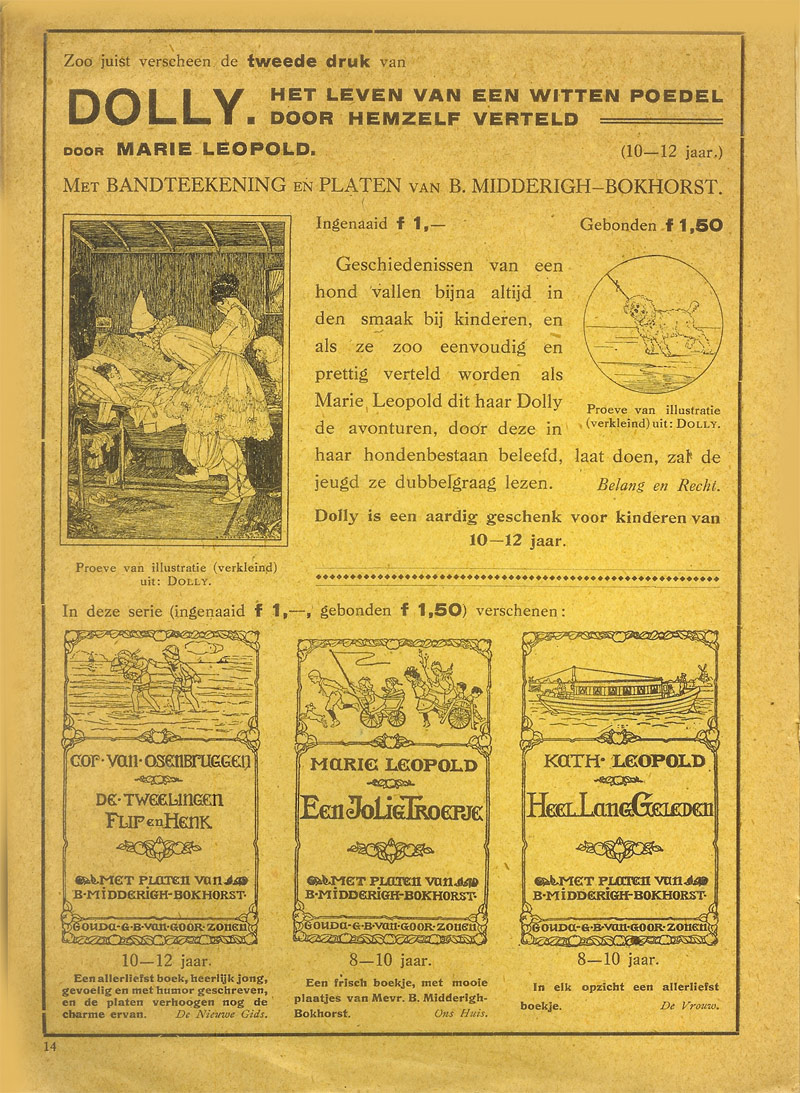 Zoo juist verscheen de tweede druk van
DOLLY. HET LEVEN VAN EEN WITTEN POEDEL
DOOR HEMZELF VERTELD
DOOR MARIE LEOPOLD. (10—12 jaar.)
MET BANDTEEKENING EN PLATEN VAN B. MIDDERIGH-BOKHORST.
Ingenaaid f 1,— Gebonden f 1,50
Geschiedenissen van een
hond vallen bijna altijd in
den smaak bij kinderen, en
als ze zoo eenvoudig en
prettig verteld worden als
Marie Leopold dit haar Dolly
de avonturen, door deze in
haar hondenbestaan beleefd, laat doen, zal de
jeugd ze dubbelgraag lezen. Belang en Recht.
Proeve van illustratie
(verkleind) uit: DOLLY.
Dolly is een aardig geschenk voor kinderen van
10—12 jaar.
Proeve van illustratie (verkleind)
uit: DOLLY.
In deze serie (ingenaaid f 1,—, gebonden f 1,50) verschenen:
COR·VAN·OSENBRUGGEN
DE·TWEELINGEN
FLIP EN HENK
MET PLATEN VAN
B·MIDDERIGH-BOKHORST·
GOUDA-G·B·VAN·GOOR·ZONEN
10—12 jaar.
Een allerliefst boek, heerlijk jong,
gevoelig en met humor geschreven,
en de platen verhoogen nog de
charme ervan. De Nieuwe Gids.
MARIE LEOPOLD
EEN JOLIG TROEPJE
MET PLATEN VAN
B·MIDDERIGH-BOKHORST·
GOUDA-G·B·VAN·GOOR·ZONEN
8—10 jaar.
Een frisch boekje, met mooie
plaatjes van Mevr. B. Midderigh-
Bokhorst. Ons Huis.
KATH· LEOPOLD
HEEL LANG GELEDEN
MET PLATEN VAN
B·MIDDERIGH-BOKHORST·
GOUDA-G·B·VAN·GOOR·ZONEN
8—10 jaar.
In elk opzicht een allerliefst
boekje. De Vrouw.
14